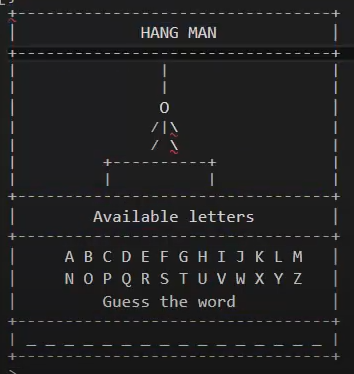 +---------------------------------+
|             HANG MAN            |
+---------------------------------+
|                |                |
|                |                |
|                O                |
|               /|\               |
|               / \               |
|          +----------+           |
|          |          |           |
+---------------------------------+
|        Available letters        |
+---------------------------------+
|     A B C D E F G H I J K L M   |
|     N O P Q R S T U V W X Y Z   |
|         Guess the word          |
+---------------------------------+
| _ _ _ _ _ _ _ _ _ _ _ _ _ _ _ _ |
+---------------------------------+
>